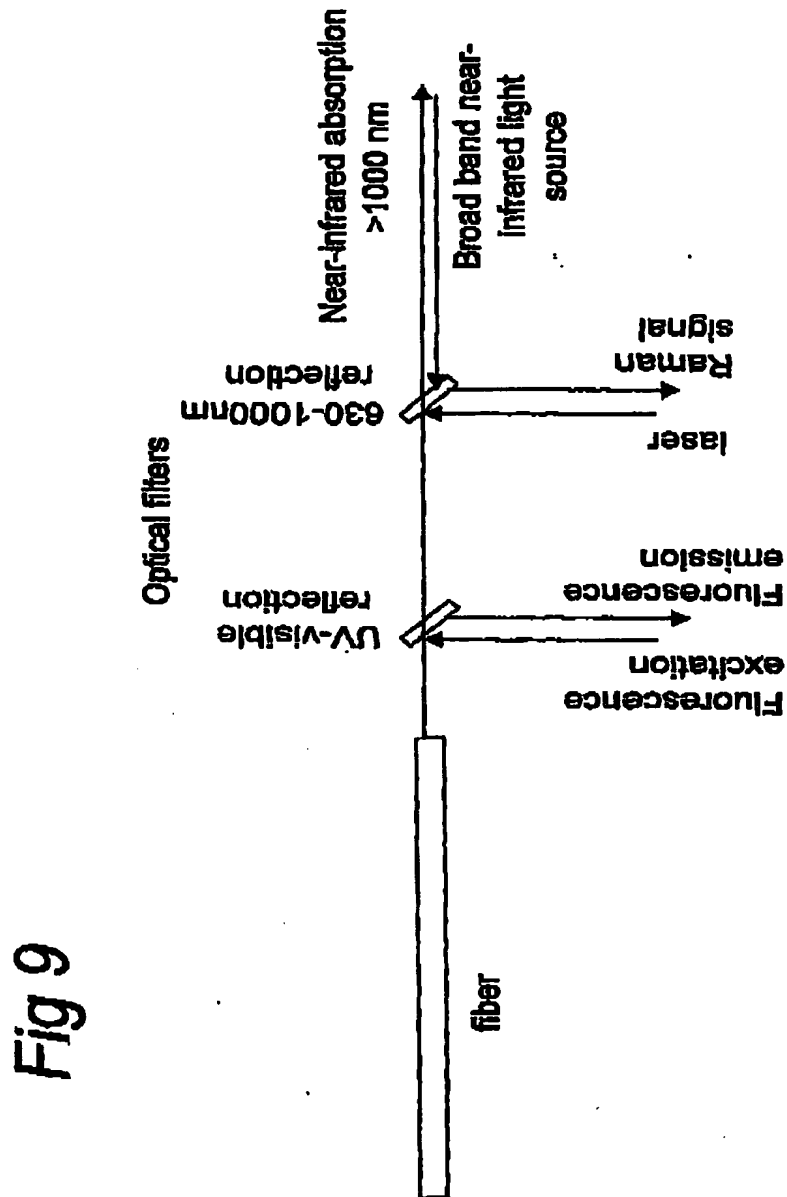 Fig 9
Optical filters
UV-visible
reflection
630-1000nm
reflection
Near-infrared absorption
>1000 nm
Broad band near-
infrared light
source
fiber
Fluorescence
excitation
Fluorescence
emission
laser
Raman
signal